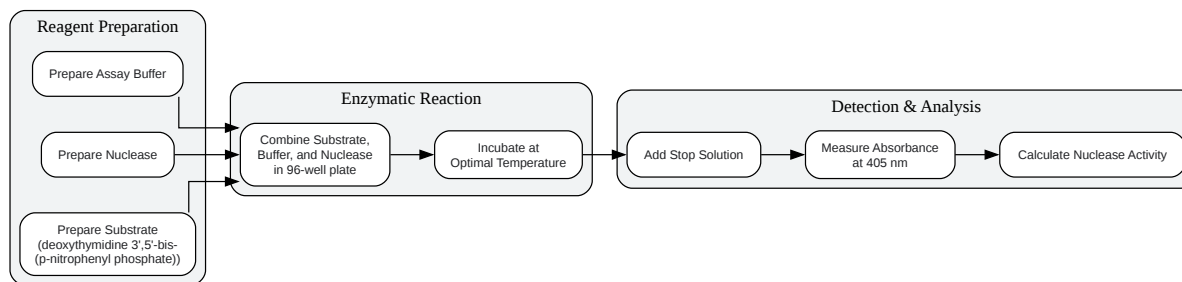 Reagent Preparation
Prepare Assay Buffer
Prepare Nuclease
Prepare Substrate
(deoxythymidine 3',5'-bis-
(p-nitrophenyl phosphate))
Enzymatic Reaction
Combine Substrate,
Buffer, and Nuclease
in 96-well plate
Incubate at
Optimal Temperature
Detection & Analysis
Add Stop Solution
Measure Absorbance
at 405 nm
Calculate Nuclease Activity